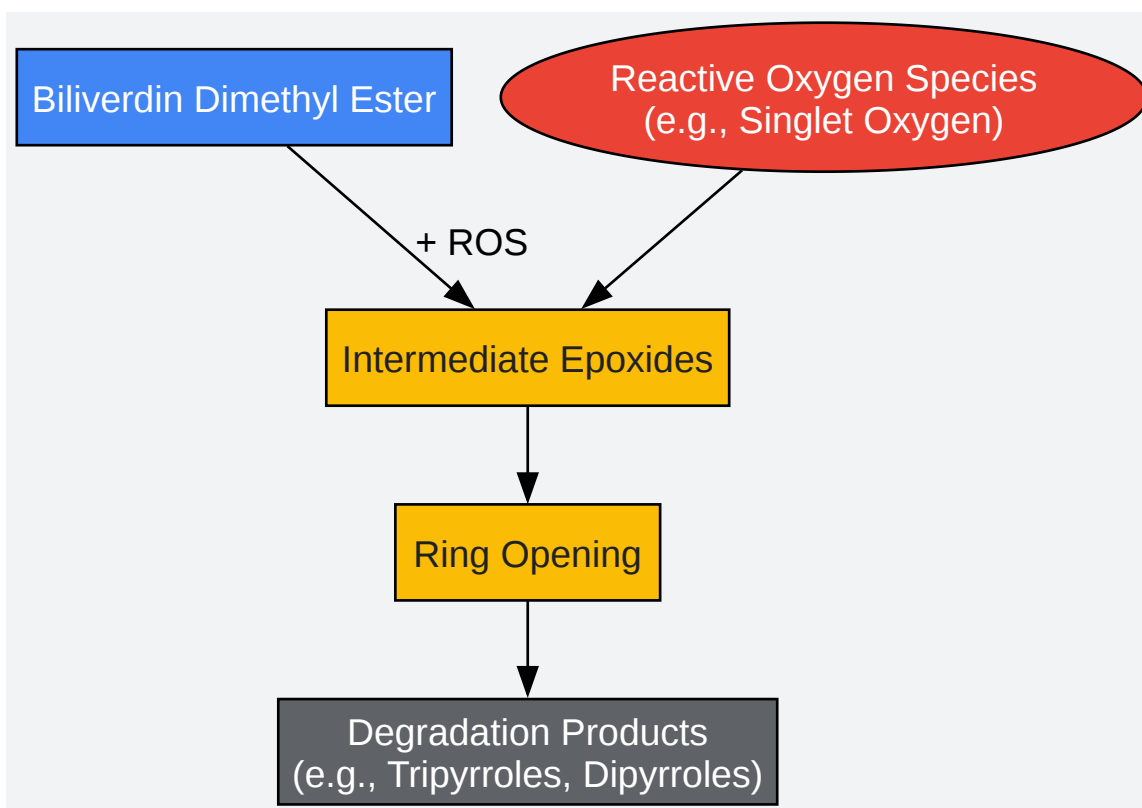 Biliverdin Dimethyl Ester
Reactive Oxygen Species
(e.g., Singlet Oxygen)
+ ROS
Intermediate Epoxides
Ring Opening
Degradation Products
(e.g., Tripyrroles, Dipyrroles)